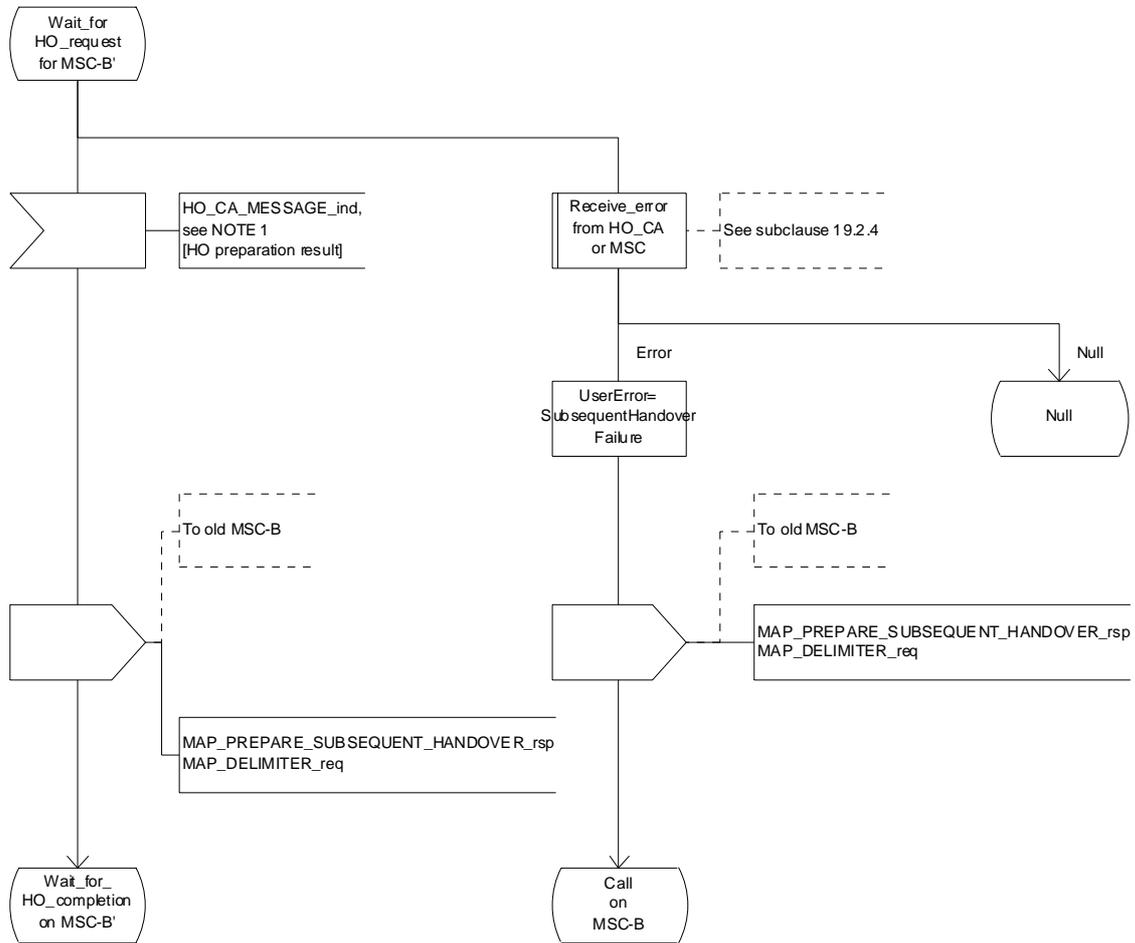 Wait_for
HO_request
for MSC-B'
HO_CA_MESSAGE_ind,
see NOTE 1
[HO preparation result]
Receive_error
from HO_CA
or MSC
See subclause 19.2.4
Error
Null
UserError=
SubsequentHandover
Failure
Null
To old MSC-B
To old MSC-B
MAP_PREPARE_SUBSEQUENT_HANDOVER_rsp
MAP_DELIMITER_req
MAP_PREPARE_SUBSEQUENT_HANDOVER_rsp
MAP_DELIMITER_req
Wait_for_
HO_completion
on MSC-B'
Call
on
MSC-B